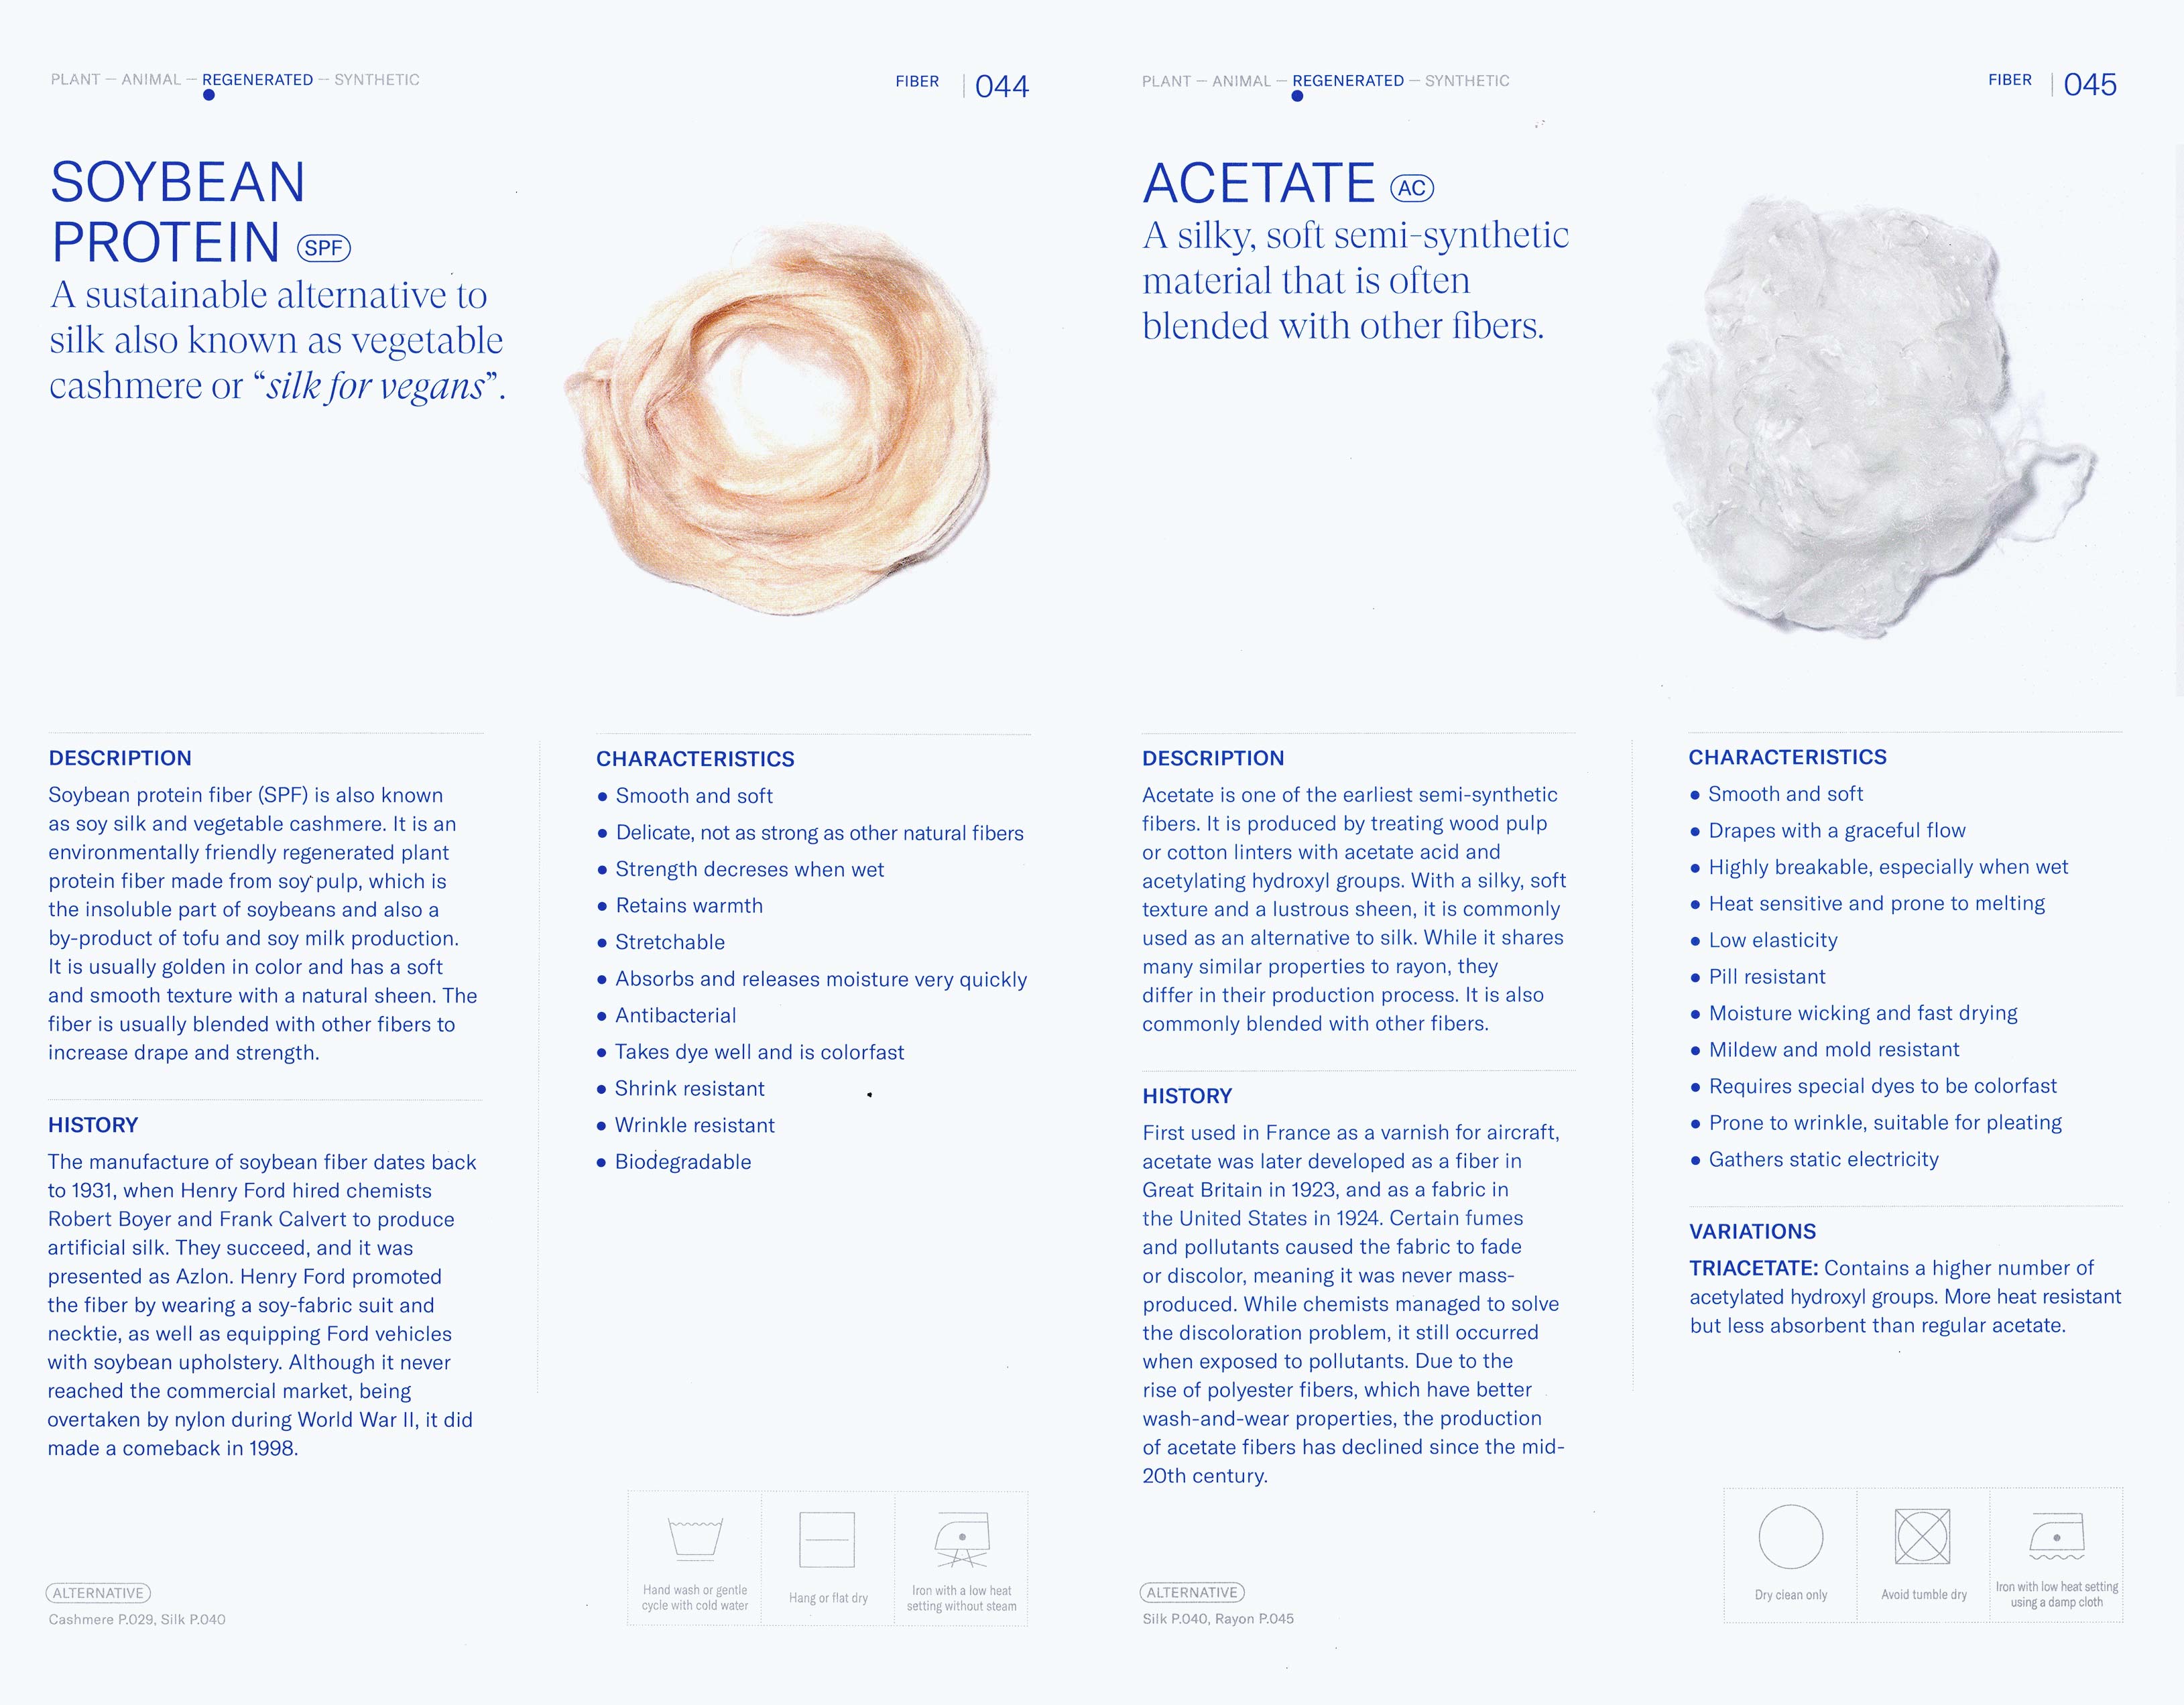 PLANT — ANIMAL — REGENERATED — SYNTHETIC
FIBER | 044
SOYBEAN
PROTEIN SPF
A sustainable alternative to
silk also known as vegetable
cashmere or “silk for vegans”.
DESCRIPTION
Soybean protein fiber (SPF) is also known
as soy silk and vegetable cashmere. It is an
environmentally friendly regenerated plant
protein fiber made from soy pulp, which is
the insoluble part of soybeans and also a
by-product of tofu and soy milk production.
It is usually golden in color and has a soft
and smooth texture with a natural sheen. The
fiber is usually blended with other fibers to
increase drape and strength.
HISTORY
The manufacture of soybean fiber dates back
to 1931, when Henry Ford hired chemists
Robert Boyer and Frank Calvert to produce
artificial silk. They succeed, and it was
presented as Azlon. Henry Ford promoted
the fiber by wearing a soy-fabric suit and
necktie, as well as equipping Ford vehicles
with soybean upholstery. Although it never
reached the commercial market, being
overtaken by nylon during World War II, it did
made a comeback in 1998.
CHARACTERISTICS
● Smooth and soft
● Delicate, not as strong as other natural fibers
● Strength decreses when wet
● Retains warmth
● Stretchable
● Absorbs and releases moisture very quickly
● Antibacterial
● Takes dye well and is colorfast
● Shrink resistant
● Wrinkle resistant
● Biodegradable
Hand wash or gentle
cycle with cold water
Hang or flat dry
Iron with a low heat
setting without steam
ALTERNATIVE
Cashmere P.029, Silk P.040
PLANT — ANIMAL — REGENERATED — SYNTHETIC
FIBER | 045
ACETATE AC
A silky, soft semi-synthetic
material that is often
blended with other fibers.
DESCRIPTION
Acetate is one of the earliest semi-synthetic
fibers. It is produced by treating wood pulp
or cotton linters with acetate acid and
acetylating hydroxyl groups. With a silky, soft
texture and a lustrous sheen, it is commonly
used as an alternative to silk. While it shares
many similar properties to rayon, they
differ in their production process. It is also
commonly blended with other fibers.
HISTORY
First used in France as a varnish for aircraft,
acetate was later developed as a fiber in
Great Britain in 1923, and as a fabric in
the United States in 1924. Certain fumes
and pollutants caused the fabric to fade
or discolor, meaning it was never mass-
produced. While chemists managed to solve
the discoloration problem, it still occurred
when exposed to pollutants. Due to the
rise of polyester fibers, which have better
wash-and-wear properties, the production
of acetate fibers has declined since the mid-
20th century.
CHARACTERISTICS
● Smooth and soft
● Drapes with a graceful flow
● Highly breakable, especially when wet
● Heat sensitive and prone to melting
● Low elasticity
● Pill resistant
● Moisture wicking and fast drying
● Mildew and mold resistant
● Requires special dyes to be colorfast
● Prone to wrinkle, suitable for pleating
● Gathers static electricity
VARIATIONS
TRIACETATE: Contains a higher number of
acetylated hydroxyl groups. More heat resistant
but less absorbent than regular acetate.
Dry clean only
Avoid tumble dry
Iron with low heat setting
using a damp cloth
ALTERNATIVE
Silk P.040, Rayon P.045